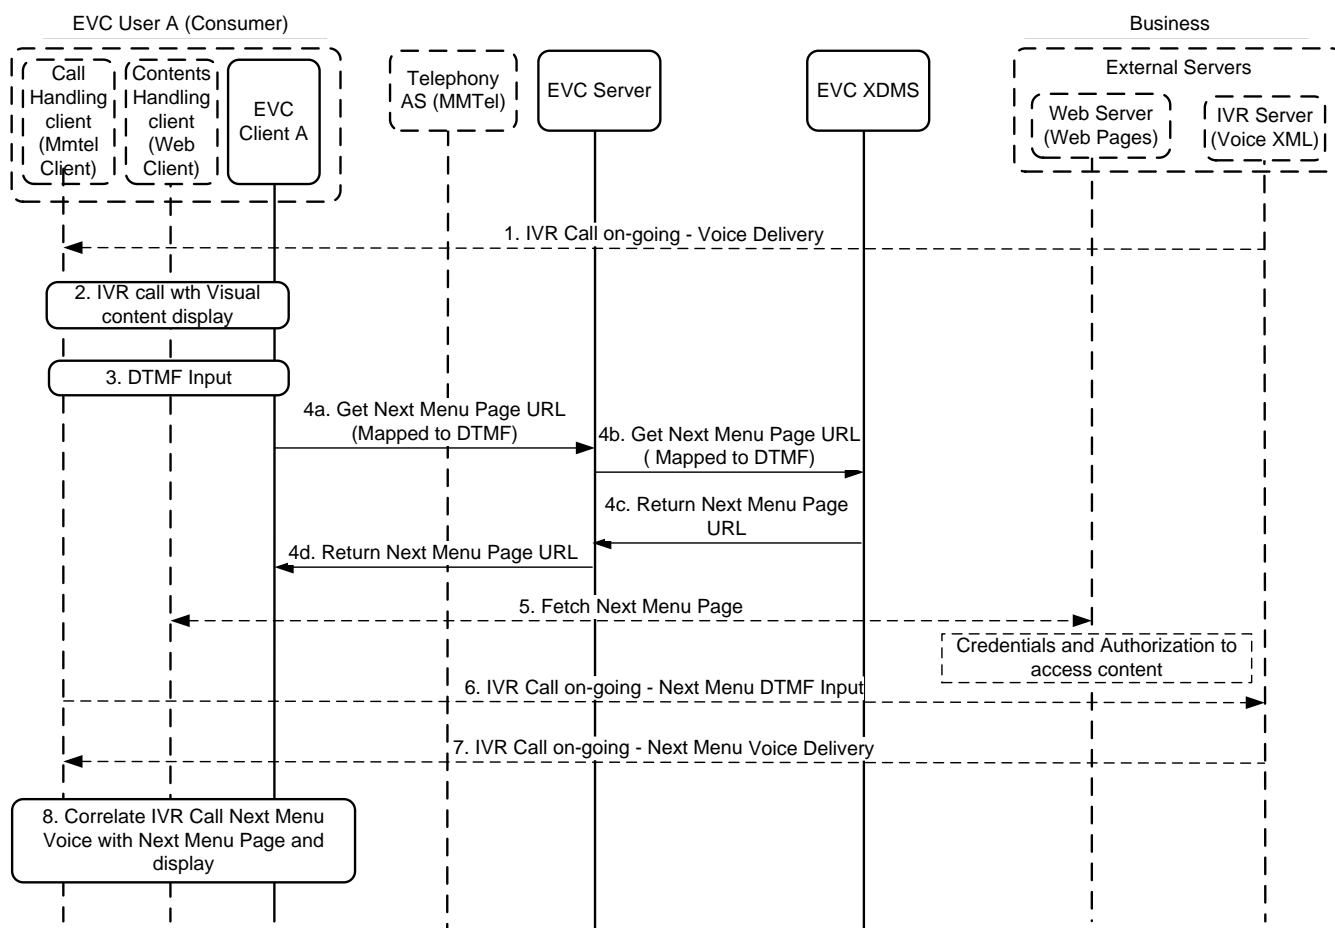 EVC User A (Consumer)
Business
Call
Handling
client
(Mmtel
Client)
Contents
Handling
client
(Web
Client)
EVC
Client A
Telephony
AS (MMTel)
EVC Server
EVC XDMS
External Servers
Web Server
(Web Pages)
IVR Server
(Voice XML)
1. IVR Call on-going - Voice Delivery
2. IVR call wth Visual
content display
3. DTMF Input
4a. Get Next Menu Page URL
(Mapped to DTMF)
4b. Get Next Menu Page URL
( Mapped to DTMF)
4c. Return Next Menu Page
URL
4d. Return Next Menu Page URL
5. Fetch Next Menu Page
Credentials and Authorization to
access content
6. IVR Call on-going - Next Menu DTMF Input
7. IVR Call on-going - Next Menu Voice Delivery
8. Correlate IVR Call Next Menu
Voice with Next Menu Page and
display